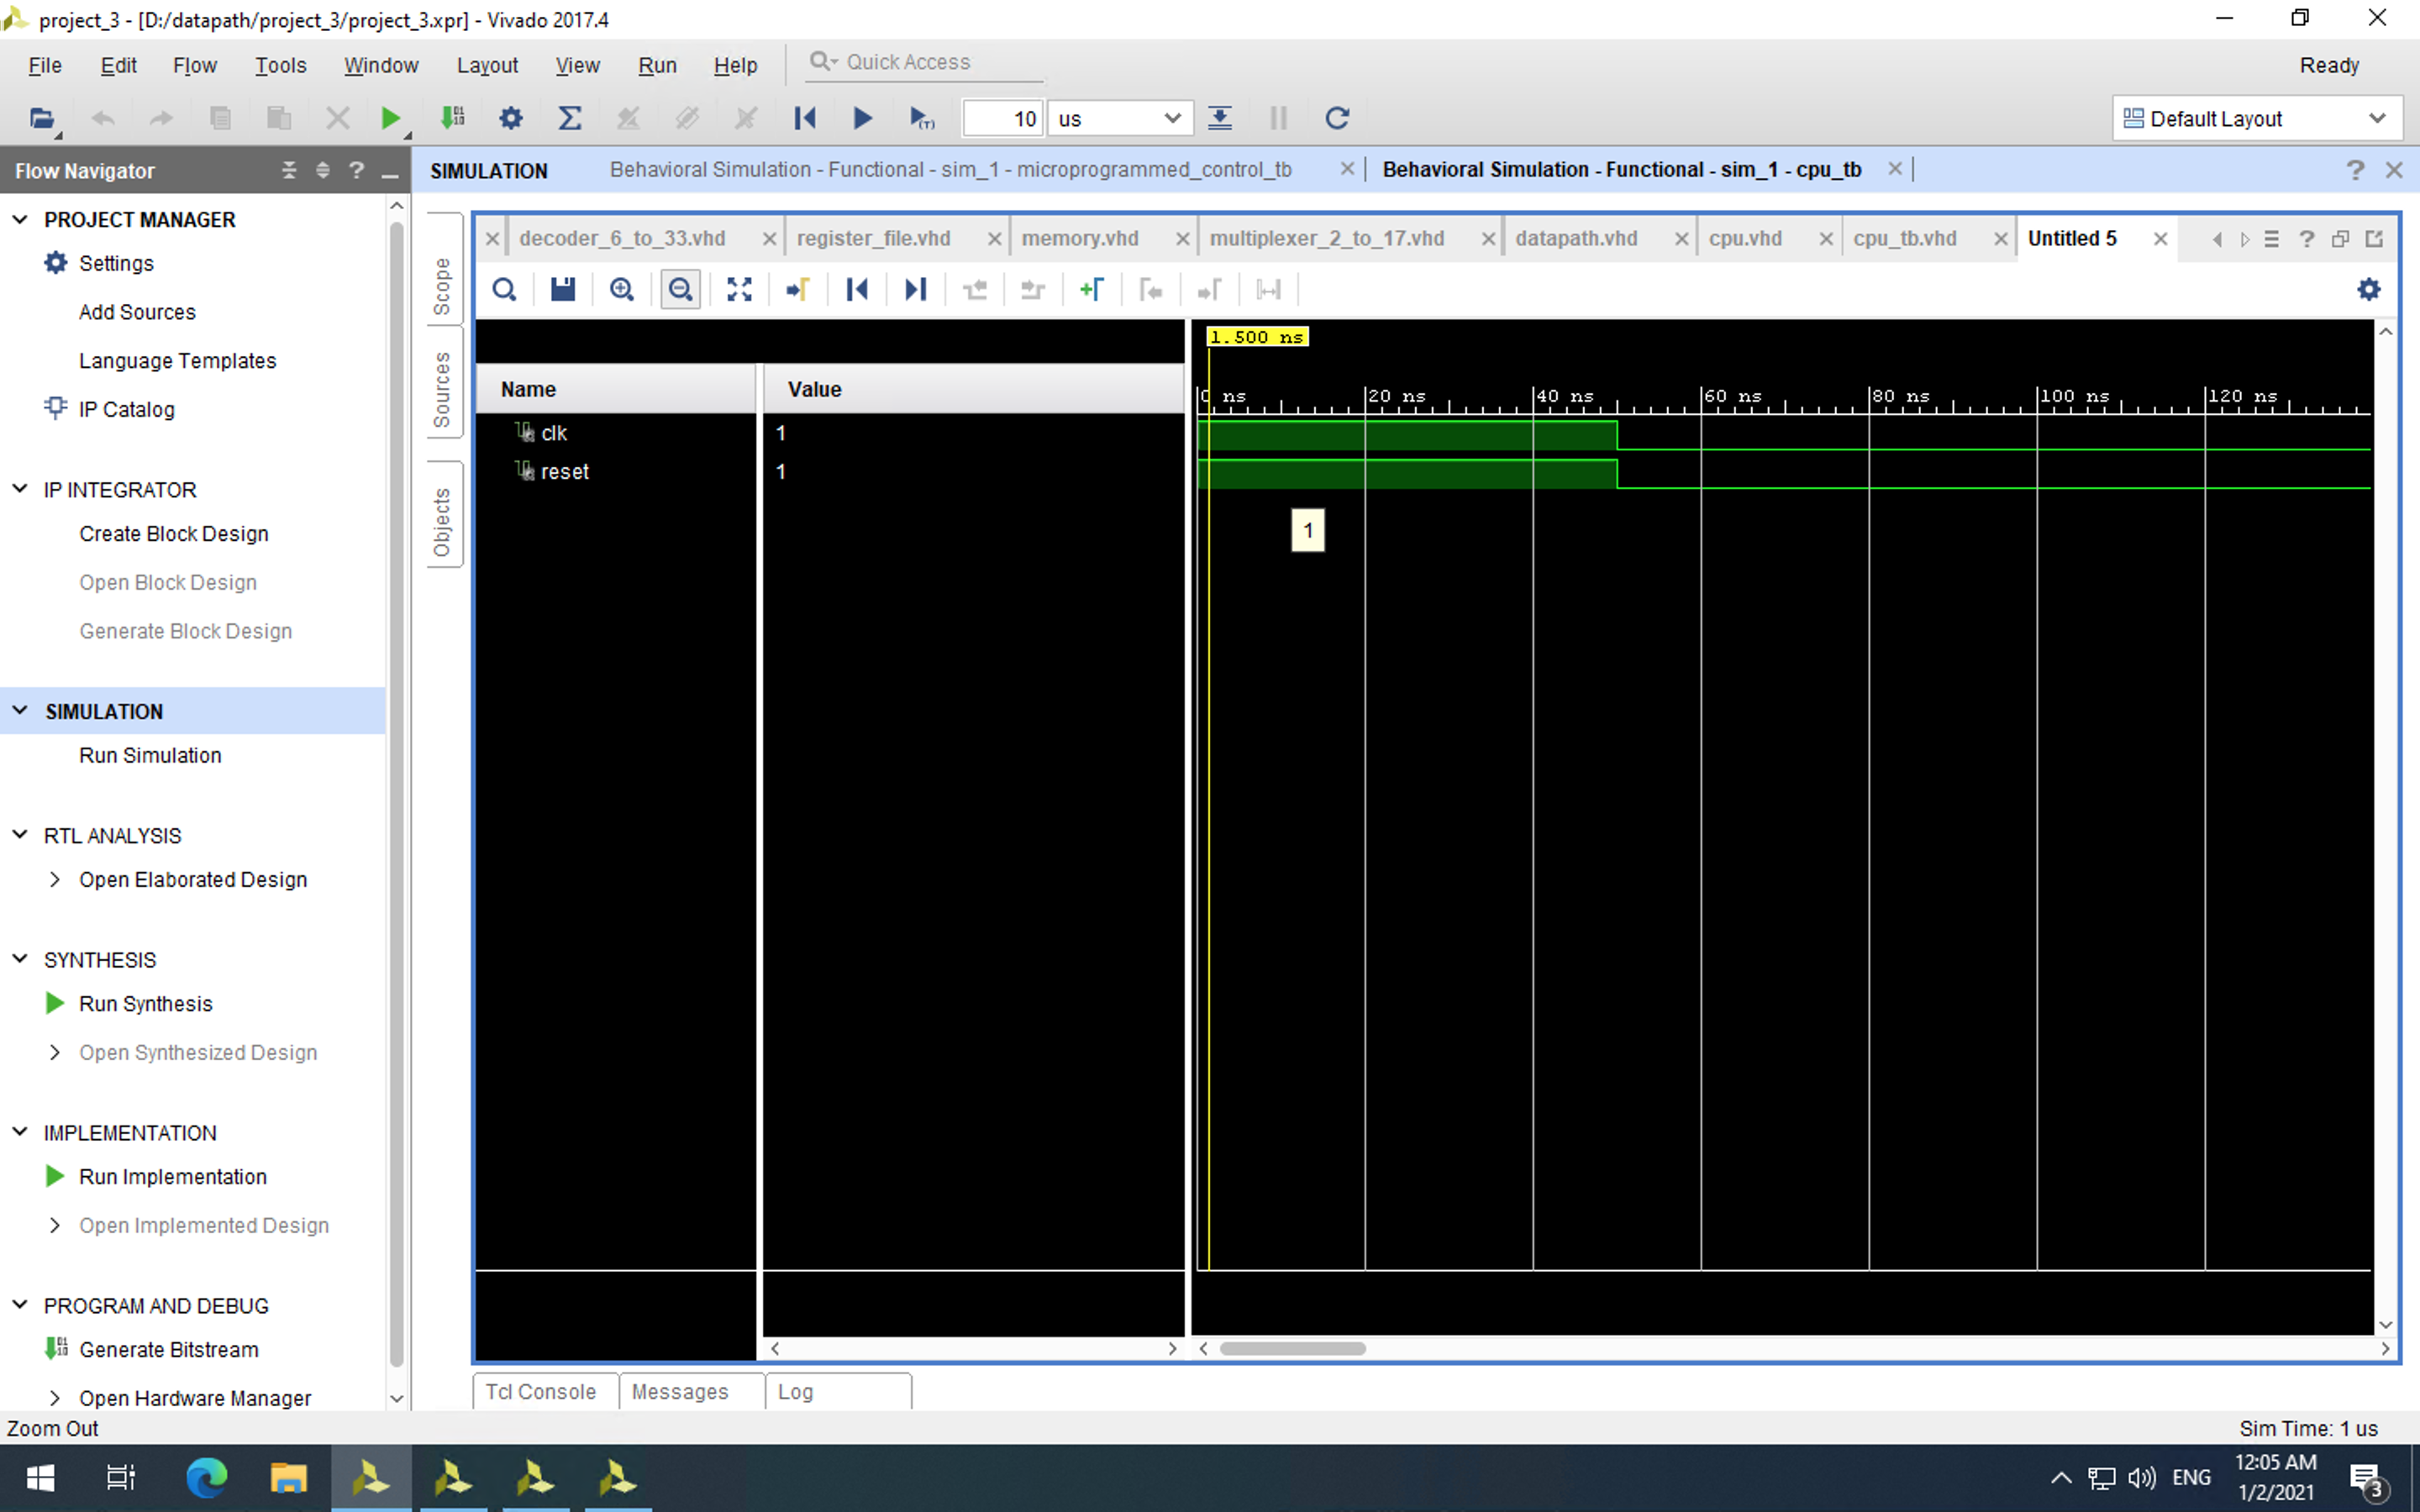 project_3 - [D:/datapath/project_3/project_3.xpr] - Vivado 2017.4
File Edit Flow Tools Window Layout View Run Help Quick Access Ready
10 us Default Layout
Flow Navigator
PROJECT MANAGER
Settings
Add Sources
Language Templates
IP Catalog
IP INTEGRATOR
Create Block Design
Open Block Design
Generate Block Design
SIMULATION
Run Simulation
RTL ANALYSIS
Open Elaborated Design
SYNTHESIS
Run Synthesis
Open Synthesized Design
IMPLEMENTATION
Run Implementation
Open Implemented Design
PROGRAM AND DEBUG
Generate Bitstream
Open Hardware Manager
SIMULATION Behavioral Simulation - Functional - sim_1 - microprogrammed_control_tb Behavioral Simulation - Functional - sim_1 - cpu_tb
Scope
Sources
Objects
decoder_6_to_33.vhd register_file.vhd memory.vhd multiplexer_2_to_17.vhd datapath.vhd cpu.vhd cpu_tb.vhd Untitled 5
1.500 ns
Name Value
0 ns 20 ns 40 ns 60 ns 80 ns 100 ns 120 ns
clk 1
reset 1
1
Tcl Console Messages Log
Zoom Out Sim Time: 1 us
ENG
12:05 AM
1/2/2021
3